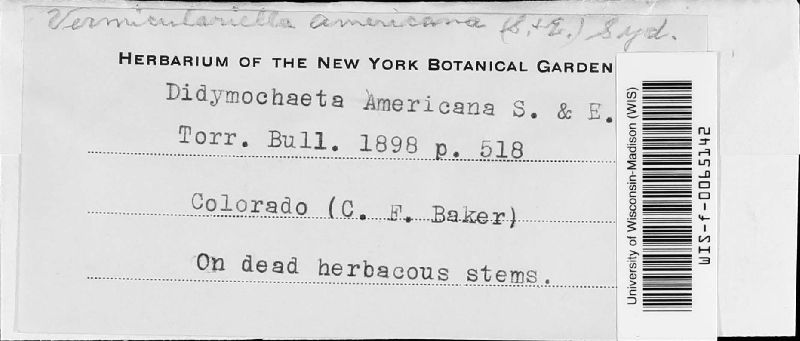 Vermiculariella americana (S.+E.) Syd.
HERBARIUM OF THE NEW YORK BOTANICAL GARDEN
Didymochaeta Americana S. & E.
Torr. Bull. 1898 p. 518
Colorado (C. F. Baker)
On dead herbacous stems.
University of Wisconsin-Madison (WIS)
WIS-f-0065142